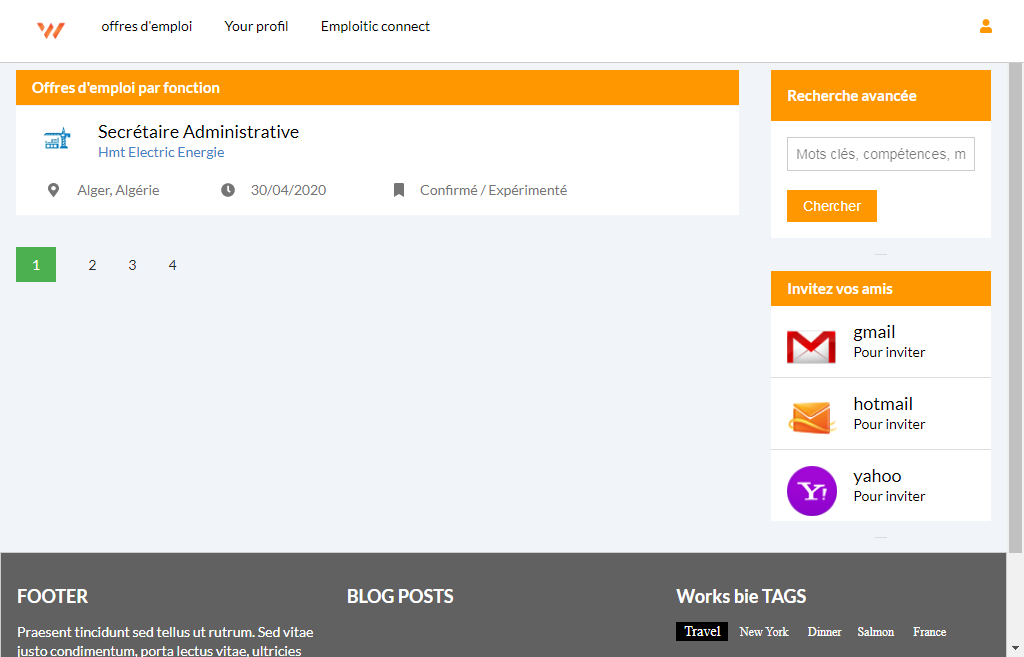 offres d'emploi Your profil Emploitic connect
Offres d'emploi par fonction
Secrétaire Administrative
Hmt Electric Energie
Alger, Algérie 30/04/2020 Confirmé / Expérimenté
1 2 3 4
Recherche avancée
Mots clés, compétences, m
Chercher
Invitez vos amis
gmail
Pour inviter
hotmail
Pour inviter
yahoo
Pour inviter
FOOTER
Praesent tincidunt sed tellus ut rutrum. Sed vitae
justo condimentum, porta lectus vitae, ultricies
BLOG POSTS
Works bie TAGS
Travel New York Dinner Salmon France